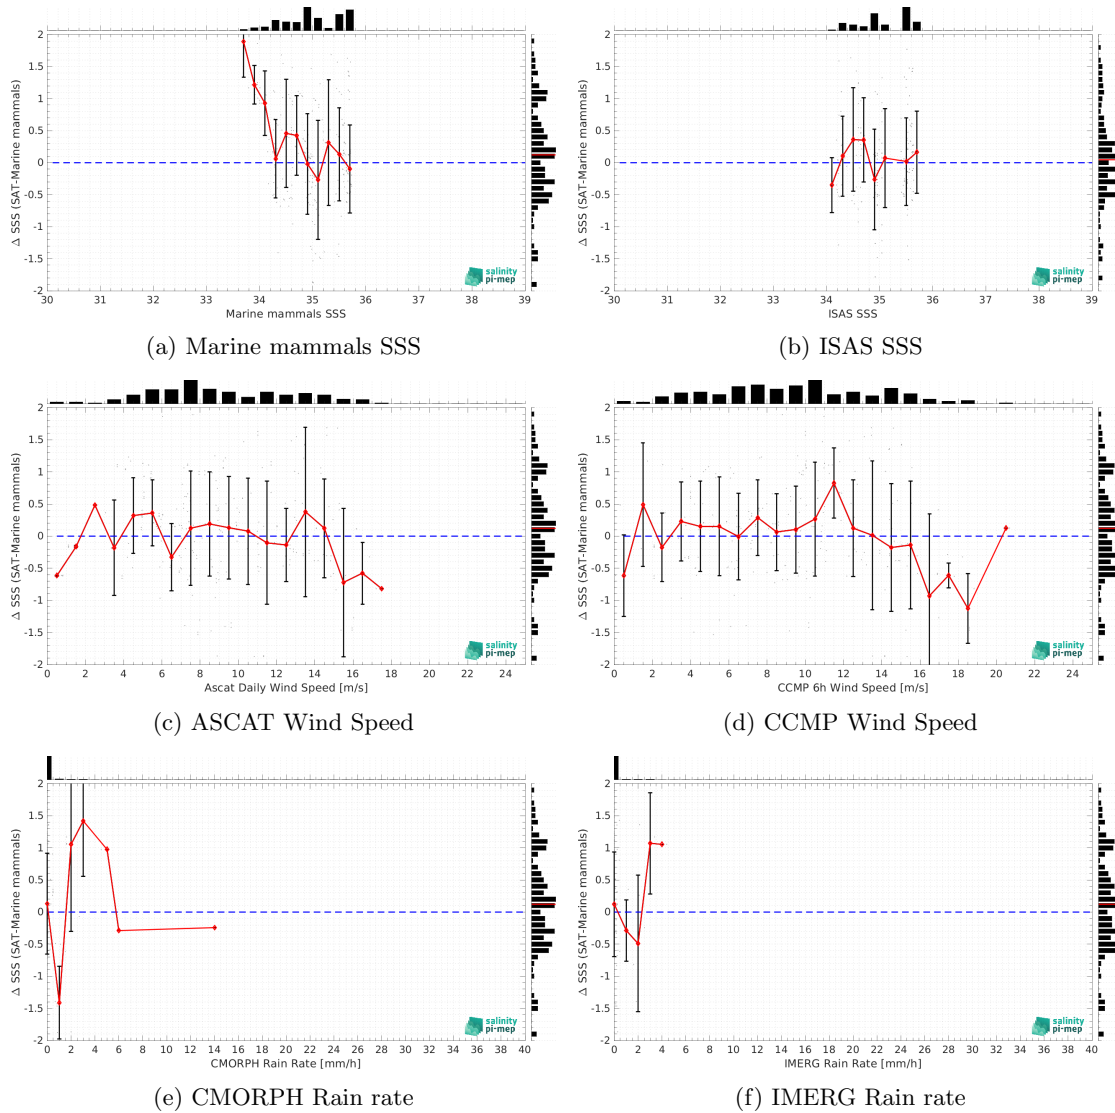 2
1.5
1
0.5
0
-0.5
-1
-1.5
-2
Δ SSS (SAT-Marine mammals)
salinity
pi-mep
30 31 32 33 34 35 36 37 38 39
Marine mammals SSS
(a) Marine mammals SSS
2
1.5
1
0.5
0
-0.5
-1
-1.5
-2
Δ SSS (SAT-Marine mammals)
salinity
pi-mep
30 31 32 33 34 35 36 37 38 39
ISAS SSS
(b) ISAS SSS
2
1.5
1
0.5
0
-0.5
-1
-1.5
-2
Δ SSS (SAT-Marine mammals)
salinity
pi-mep
0 2 4 6 8 10 12 14 16 18 20 22 24
Ascat Daily Wind Speed [m/s]
(c) ASCAT Wind Speed
2
1.5
1
0.5
0
-0.5
-1
-1.5
-2
Δ SSS (SAT-Marine mammals)
salinity
pi-mep
0 2 4 6 8 10 12 14 16 18 20 22 24
CCMP 6h Wind Speed [m/s]
(d) CCMP Wind Speed
2
1.5
1
0.5
0
-0.5
-1
-1.5
-2
Δ SSS (SAT-Marine mammals)
salinity
pi-mep
0 2 4 6 8 10 12 14 16 18 20 22 24 26 28 30 32 34 36 38 40
CMORPH Rain Rate [mm/h]
(e) CMORPH Rain rate
2
1.5
1
0.5
0
-0.5
-1
-1.5
-2
Δ SSS (SAT-Marine mammals)
salinity
pi-mep
0 2 4 6 8 10 12 14 16 18 20 22 24 26 28 30 32 34 36 38 40
IMERG Rain Rate [mm/h]
(f) IMERG Rain rate